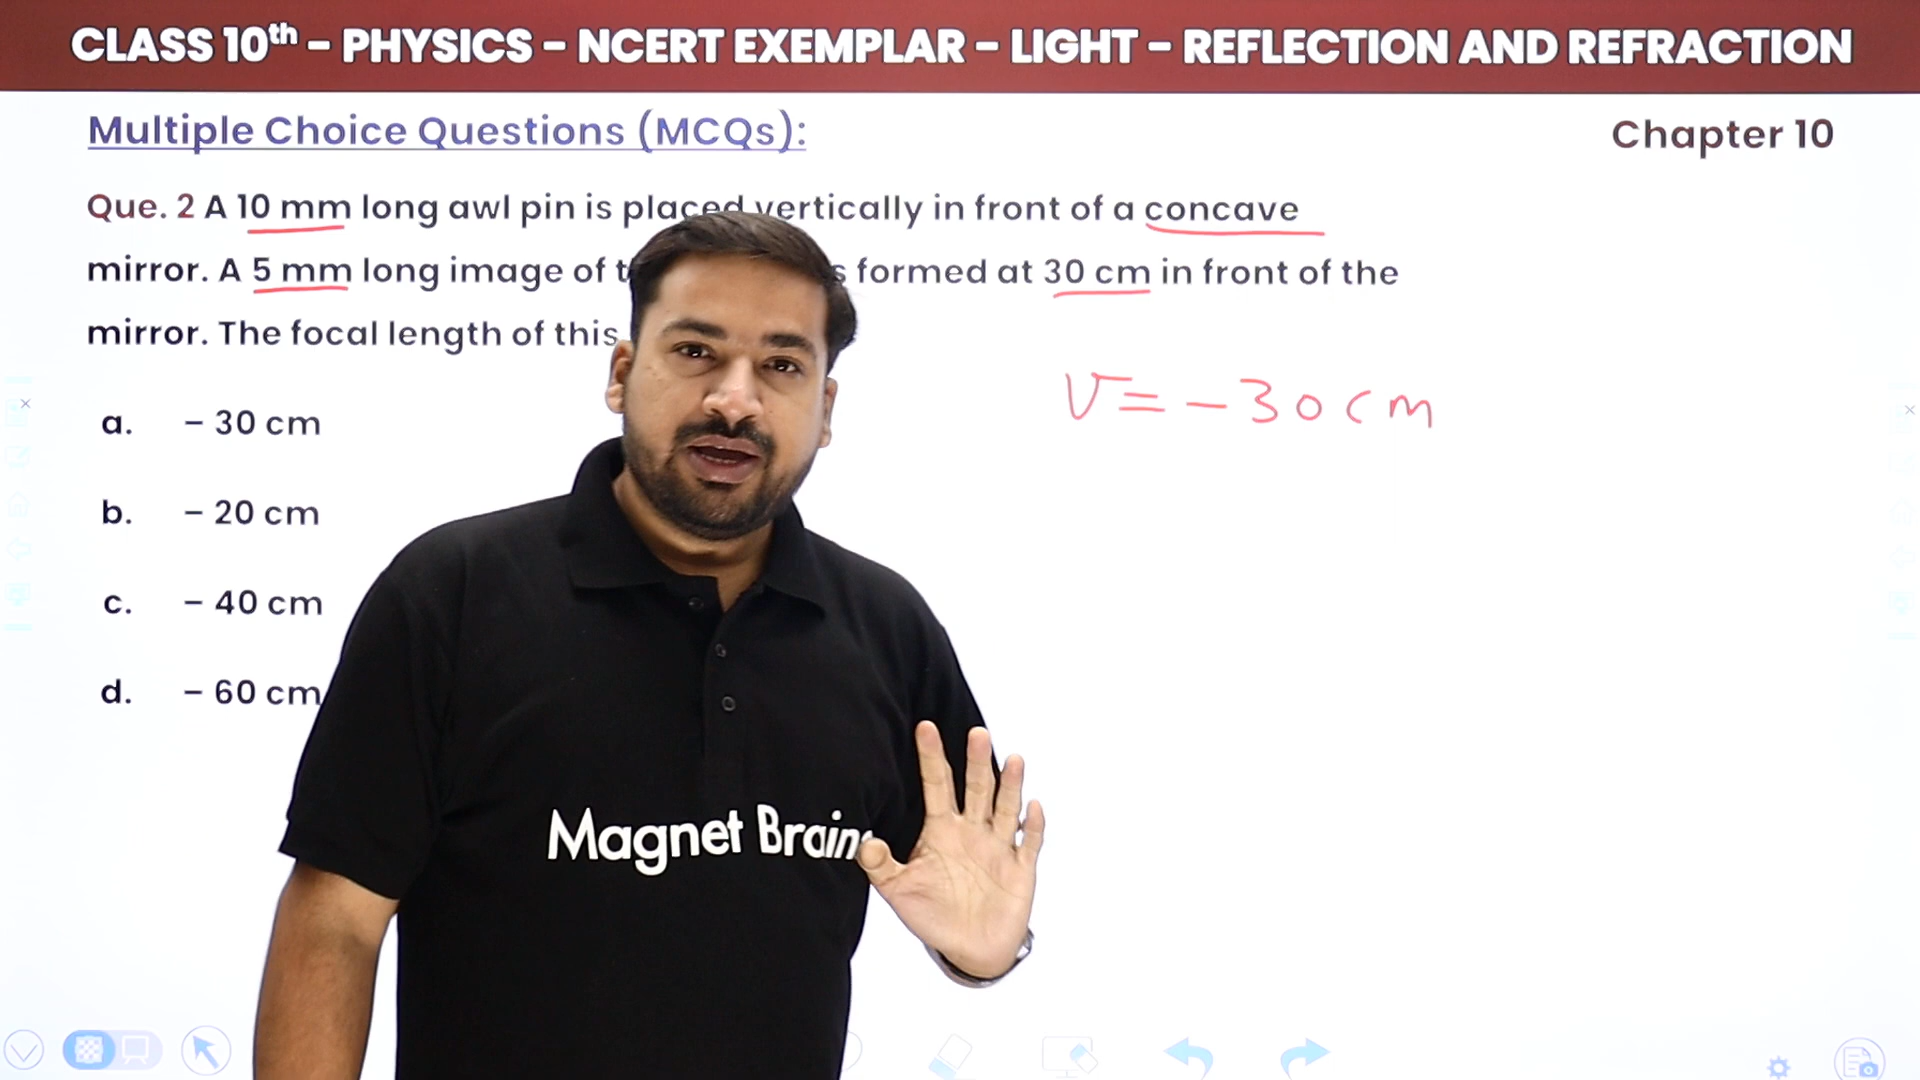 CLASS 10th – PHYSICS – NCERT EXEMPLAR – LIGHT – REFLECTION AND REFRACTION
Multiple Choice Questions (MCQs):
Chapter 10
Que. 2 A 10 mm long awl pin is placed vertically in front of a concave
mirror. A 5 mm long image of formed at 30 cm in front of the
mirror. The focal length of this
V = – 30 cm
a. – 30 cm
b. – 20 cm
c. – 40 cm
d. – 60 cm
Magnet Brains